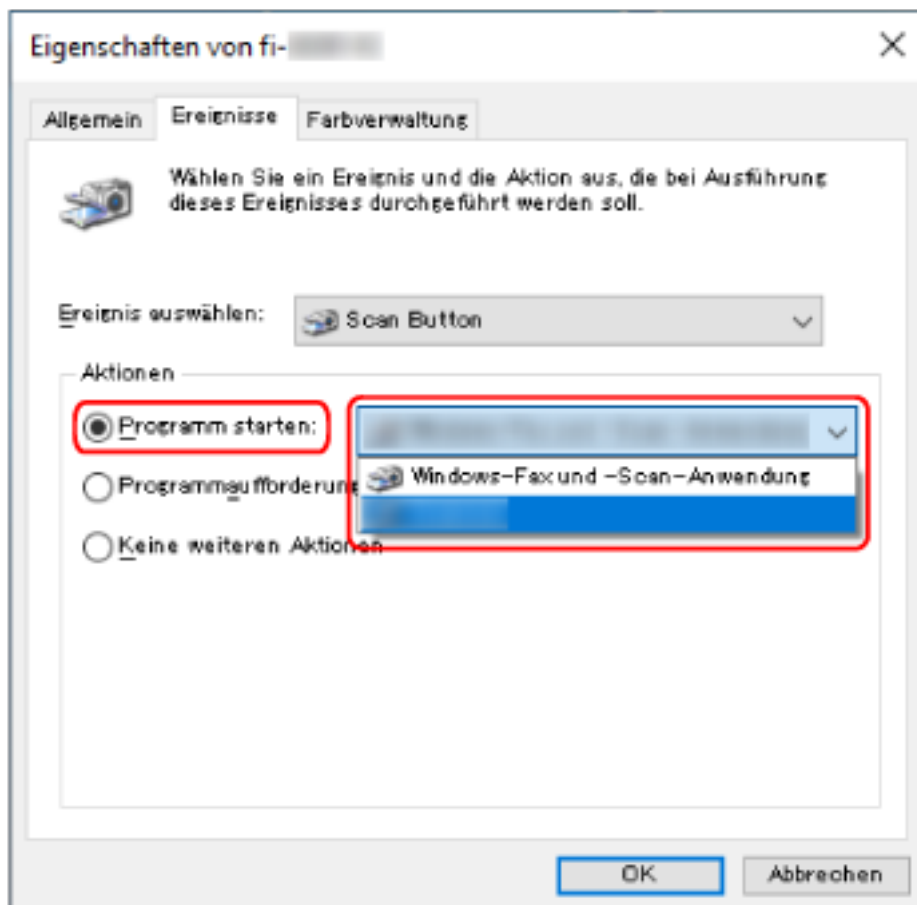 Eigenschaften von fi-
Allgemein
Ereignisse
Farbverwaltung
Wählen Sie ein Ereignis und die Aktion aus, die bei Ausführung
dieses Ereignisses durchgeführt werden soll.
Ereignis auswählen:
Scan Button
Aktionen
Programm starten:
Windows-Fax und -Scan-Anwendung
Programmaufforderung
Keine weiteren Aktionen
OK
Abbrechen